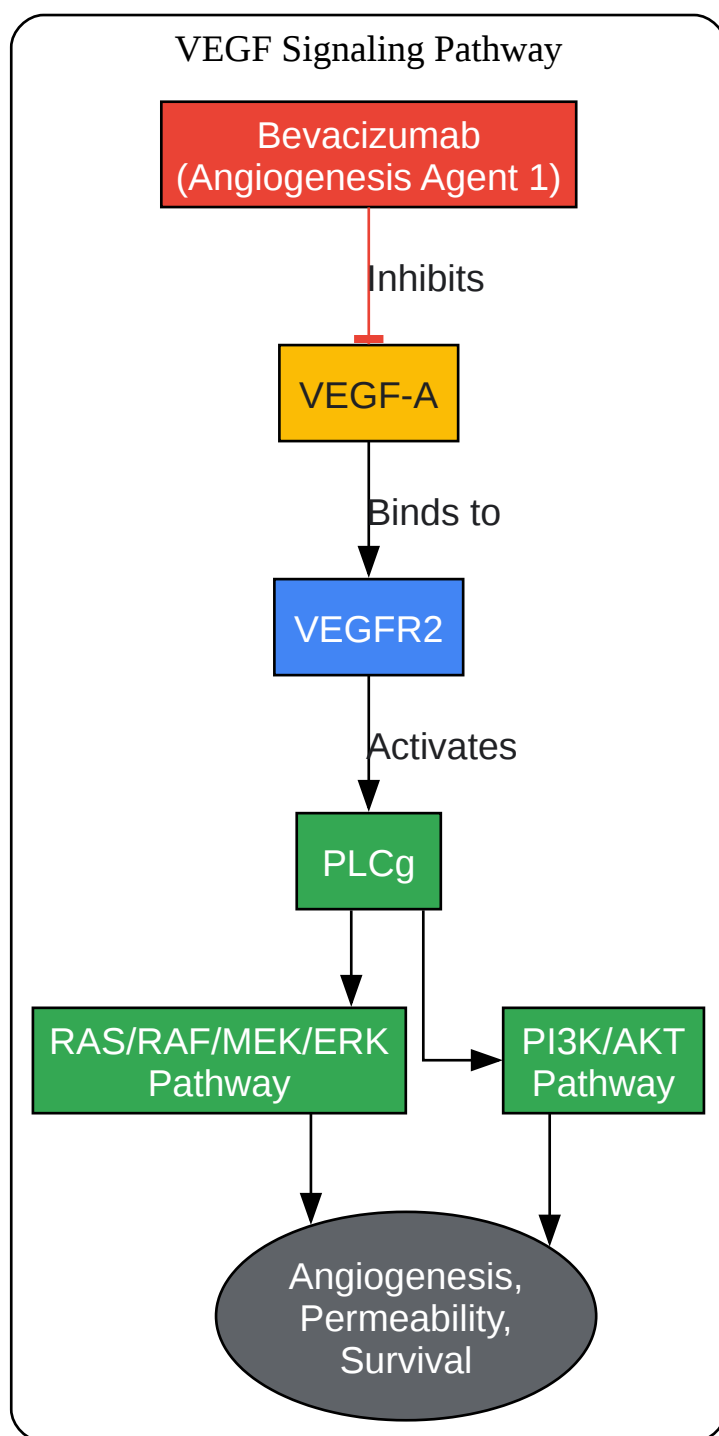 VEGF Signaling Pathway
Bevacizumab
(Angiogenesis Agent 1)
Inhibits
VEGF-A
Binds to
VEGFR2
Activates
PLCg
RAS/RAF/MEK/ERK
Pathway
PI3K/AKT
Pathway
Angiogenesis,
Permeability,
Survival